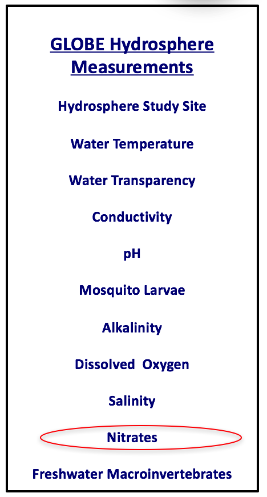 GLOBE Hydrosphere
Measurements
Hydrosphere Study Site
Water Temperature
Water Transparency
Conductivity
pH
Mosquito Larvae
Alkalinity
Dissolved  Oxygen
Salinity
Nitrates
Freshwater Macroinvertebrates